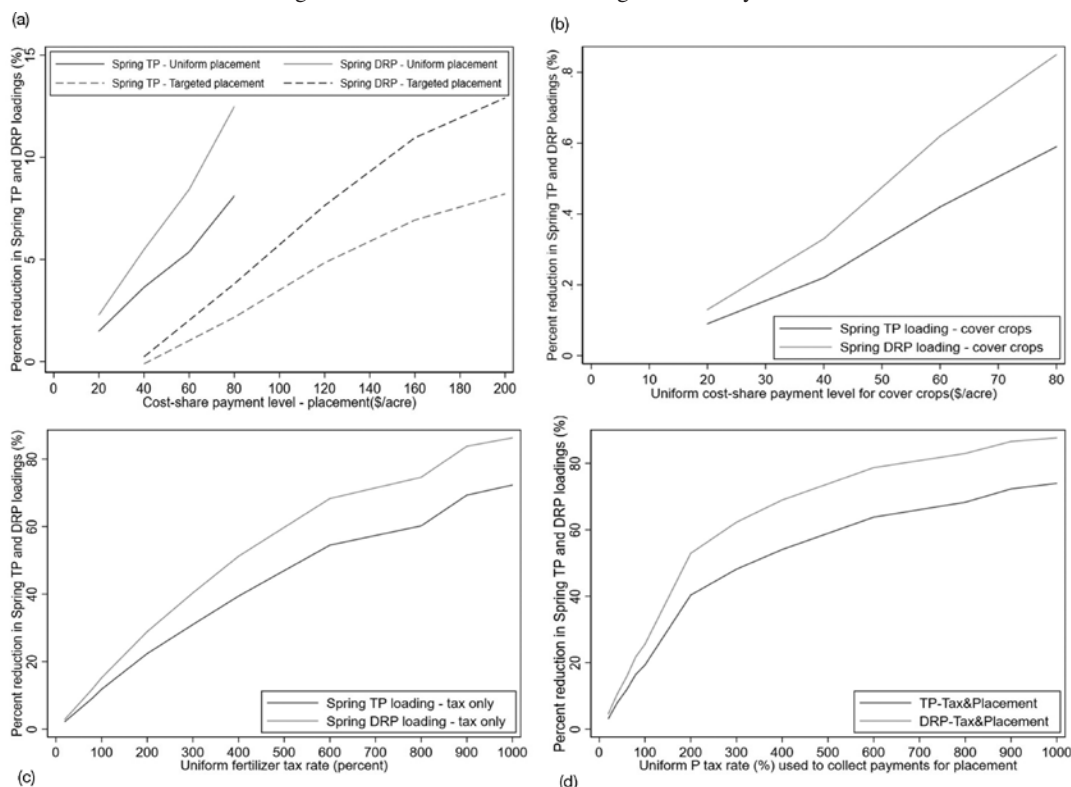 (a)
Percent reduction in Spring TP and DRP loadings (%)
Spring TP - Uniform placement
Spring DRP - Uniform placement
Spring TP - Targeted placement
Spring DRP - Targeted placement
15
10
5
0
20 40 60 80 100 120 140 160 180 200
Cost-share payment level - placement($/acre)
(b)
Percent reduction in Spring TP and DRP loadings (%)
.8
.6
.4
.2
0
Spring TP loading - cover crops
Spring DRP loading - cover crops
0 10 20 30 40 50 60 70 80
Uniform cost-share payment level for cover crops($/acre)
Percent reduction in Spring TP and DRP loadings (%)
80
60
40
20
0
Spring TP loading - tax only
Spring DRP loading - tax only
0 100 200 300 400 500 600 700 800 900 1000
Uniform fertilizer tax rate (percent)
(c)
Percent reduction in Spring TP and DRP loadings (%)
80
60
40
20
0
TP-Tax&Placement
DRP-Tax&Placement
0 100 200 300 400 500 600 700 800 900 1000
Uniform P tax rate (%) used to collect payments for placement
(d)